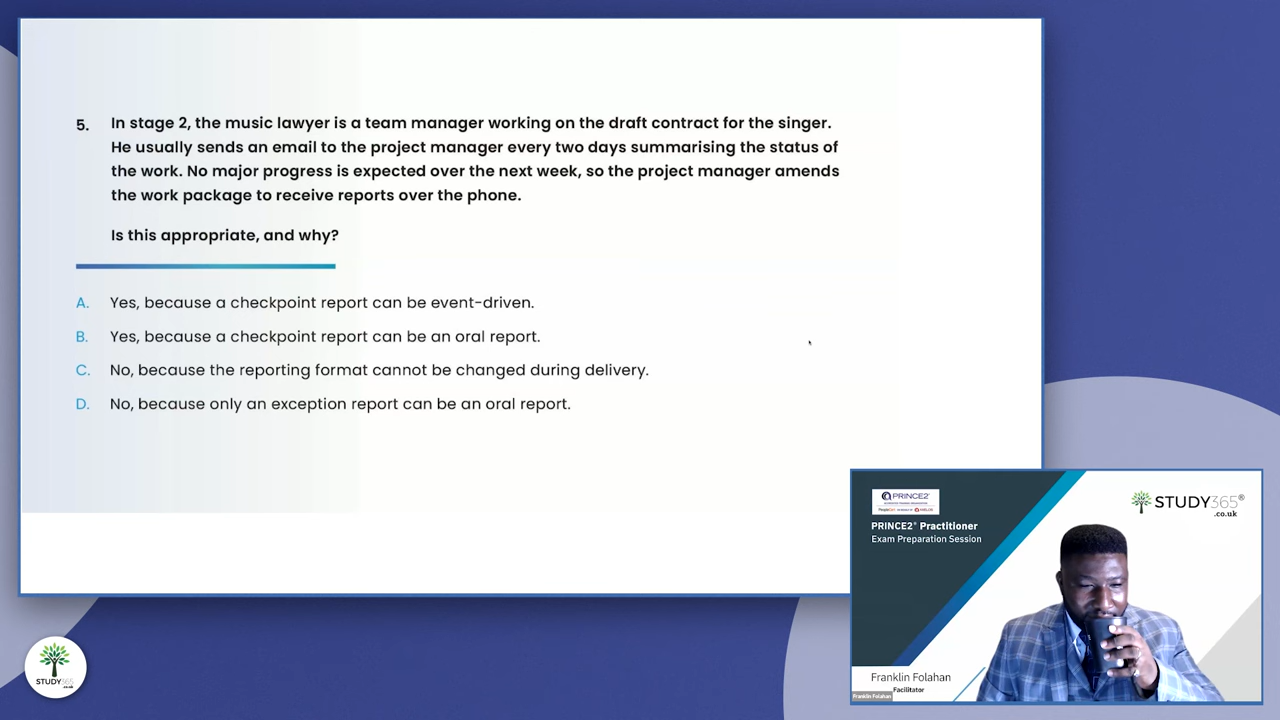 5. In stage 2, the music lawyer is a team manager working on the draft contract for the singer.
He usually sends an email to the project manager every two days summarising the status of
the work. No major progress is expected over the next week, so the project manager amends
the work package to receive reports over the phone.
Is this appropriate, and why?
A. Yes, because a checkpoint report can be event-driven.
B. Yes, because a checkpoint report can be an oral report.
C. No, because the reporting format cannot be changed during delivery.
D. No, because only an exception report can be an oral report.
PRINCE2
PRINCE2® Practitioner
Exam Preparation Session
STUDY365®
.co.uk
Franklin Folahan
Facilitator
Franklin Folahan
STUDY365
.co.uk